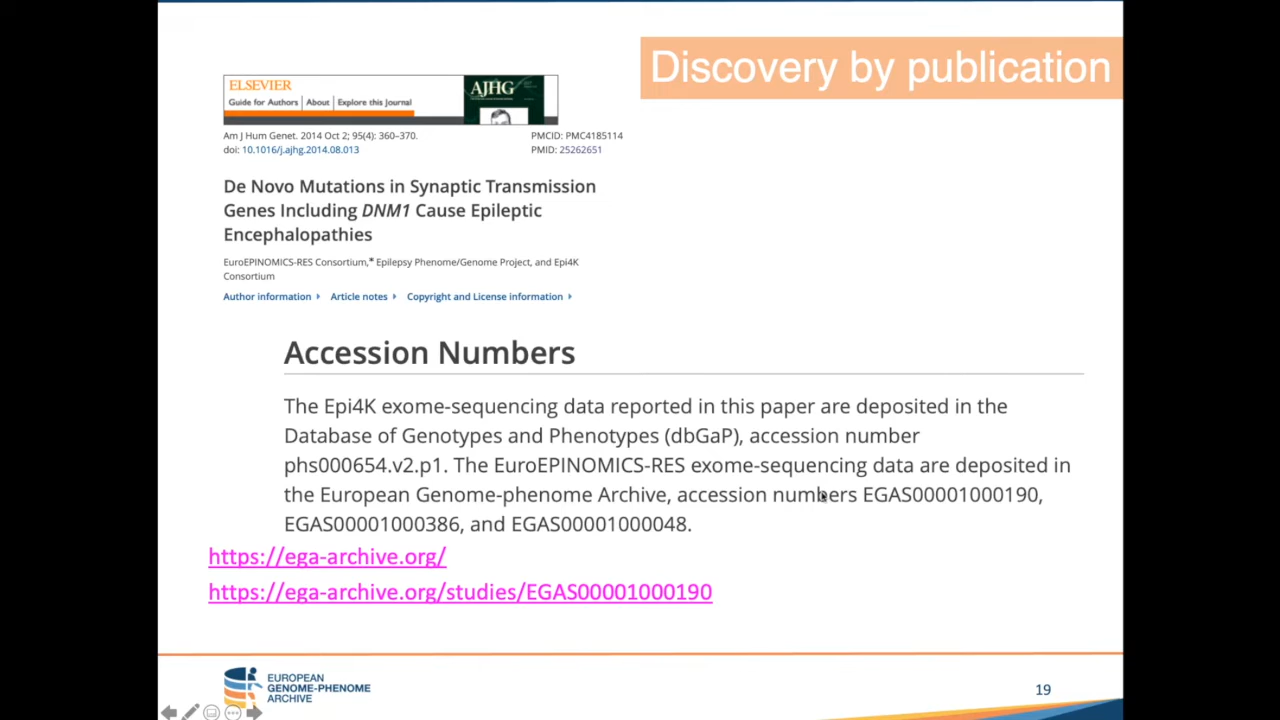 Discovery by publication
ELSEVIER
AJHG
Guide for Authors | About | Explore this Journal
Am J Hum Genet. 2014 Oct 2; 95(4): 360–370.
PMCID: PMC4185114
doi: 10.1016/j.ajhg.2014.08.013
PMID: 25262651
De Novo Mutations in Synaptic Transmission
Genes Including DNM1 Cause Epileptic
Encephalopathies
EuroEPINOMICS-RES Consortium,* Epilepsy Phenome/Genome Project, and Epi4K
Consortium
Author information Article notes Copyright and License information
Accession Numbers
The Epi4K exome-sequencing data reported in this paper are deposited in the
Database of Genotypes and Phenotypes (dbGaP), accession number
phs000654.v2.p1. The EuroEPINOMICS-RES exome-sequencing data are deposited in
the European Genome-phenome Archive, accession numbers EGAS00001000190,
EGAS00001000386, and EGAS00001000048.
https://ega-archive.org/
https://ega-archive.org/studies/EGAS00001000190
EUROPEAN
GENOME-PHENOME
ARCHIVE
19